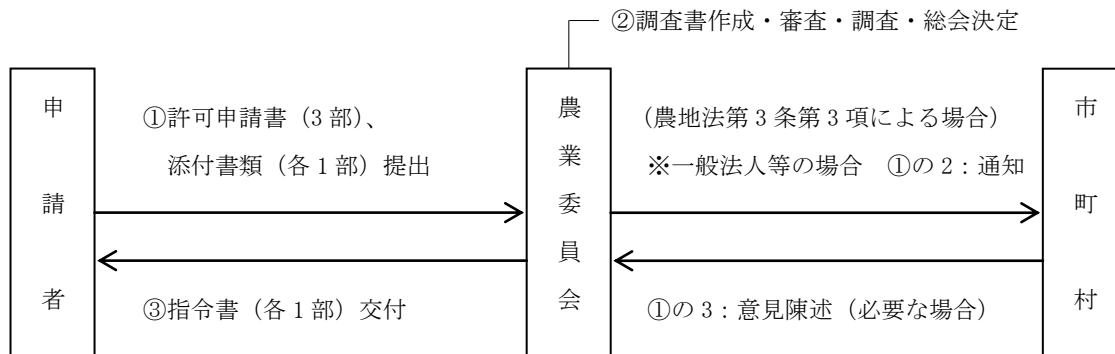 ②調査書作成・審査・調査・総会決定
申請者
①許可申請書（3部）、
添付書類（各1部）提出
③指令書（各1部）交付
農業委員会
（農地法第3条第3項による場合）
※一般法人等の場合　①の2：通知
①の3：意見陳述（必要な場合）
市町村